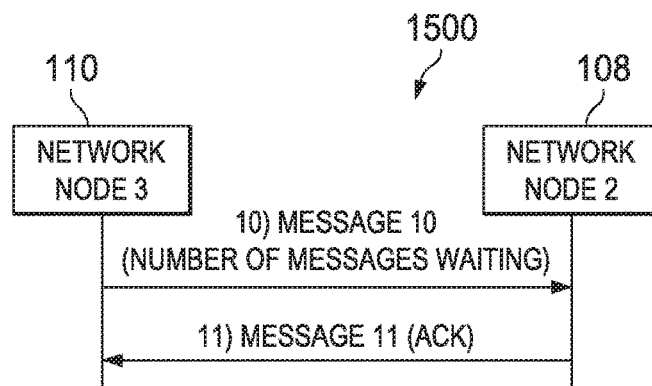 1500
110
108
NETWORK
NODE 3
NETWORK
NODE 2
10) MESSAGE 10
(NUMBER OF MESSAGES WAITING)
11) MESSAGE 11 (ACK)